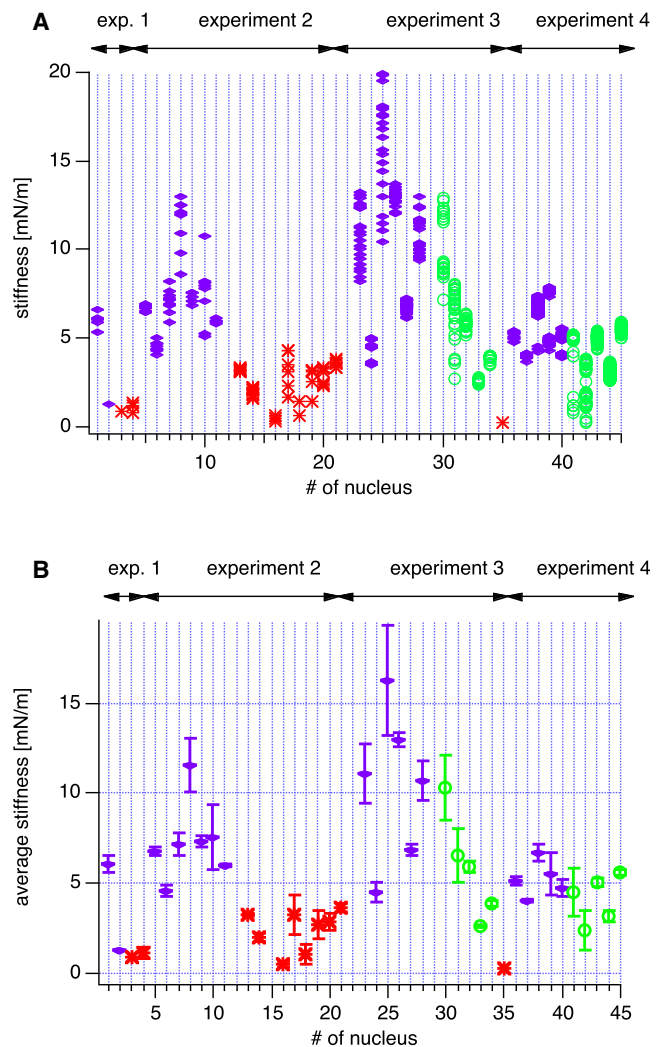 A
exp. 1 experiment 2 experiment 3 experiment 4
20
15
10
5
0
stiffness [mN/m]
10 20 30 40
# of nucleus
B
exp. 1 experiment 2 experiment 3 experiment 4
15
10
5
0
average stiffness [mN/m]
5 10 15 20 25 30 35 40 45
# of nucleus